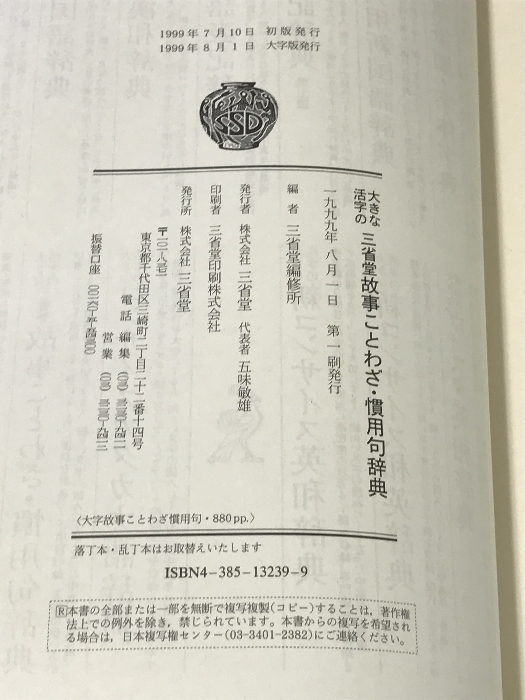 1999年7月10日 初版発行
1999年8月1日 大字版発行
大きな活字の 三省堂故事ことわざ・慣用句辞典
一九九九年八月一日 第一刷発行
編者 三省堂編修所
発行者 株式会社 三省堂 代表者 五味敏雄
印刷者 三省堂印刷株式会社
発行所 株式会社 三省堂
東京都千代田区三崎町二丁目二十二番十四号
電話 編集
営業
振替口座
〈大字故事ことわざ慣用句・880pp.〉
落丁本・乱丁本はお取替えいたします
ISBN4-385-13239-9
Ⓡ本書の全部または一部を無断で複写複製(コピー)することは，著作権
法上での例外を除き，禁じられています。本書からの複写を希望され
る場合は，日本複写権センター(03-3401-2382)にご連絡ください。